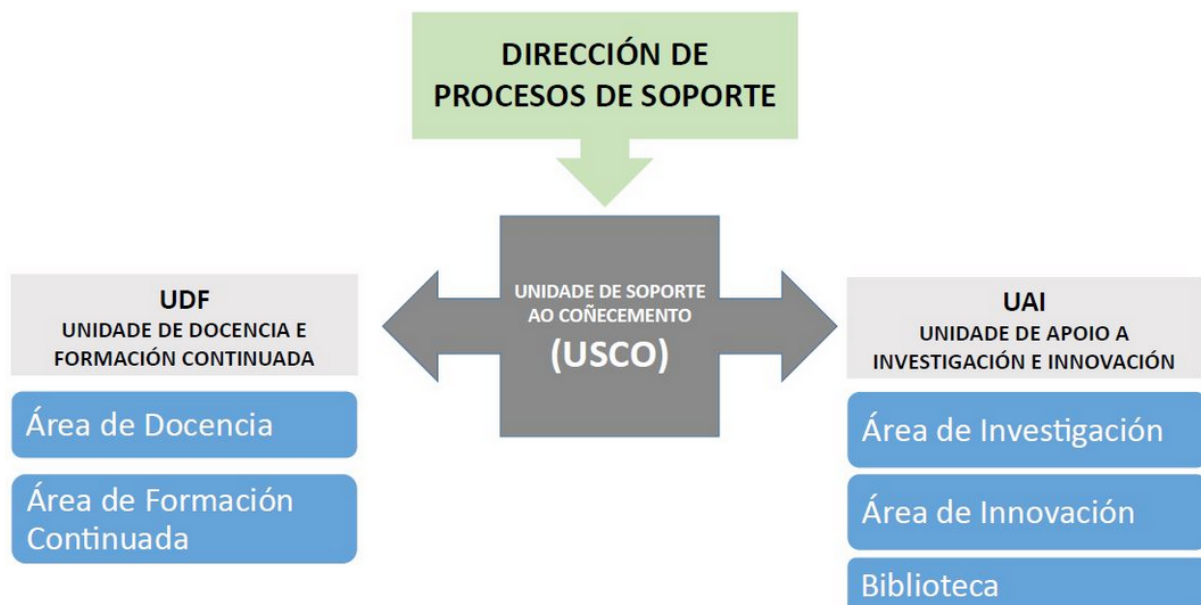 DIRECCIÓN DE
PROCESOS DE SOPORTE
UNIDADE DE SOPORTE
AO COÑECEMENTO
(USCO)
UDF
UNIDADE DE DOCENCIA E
FORMACIÓN CONTINUADA
Área de Docencia
Área de Formación
Continuada
UAI
UNIDADE DE APOIO A
INVESTIGACIÓN E INNOVACIÓN
Área de Investigación
Área de Innovación
Biblioteca